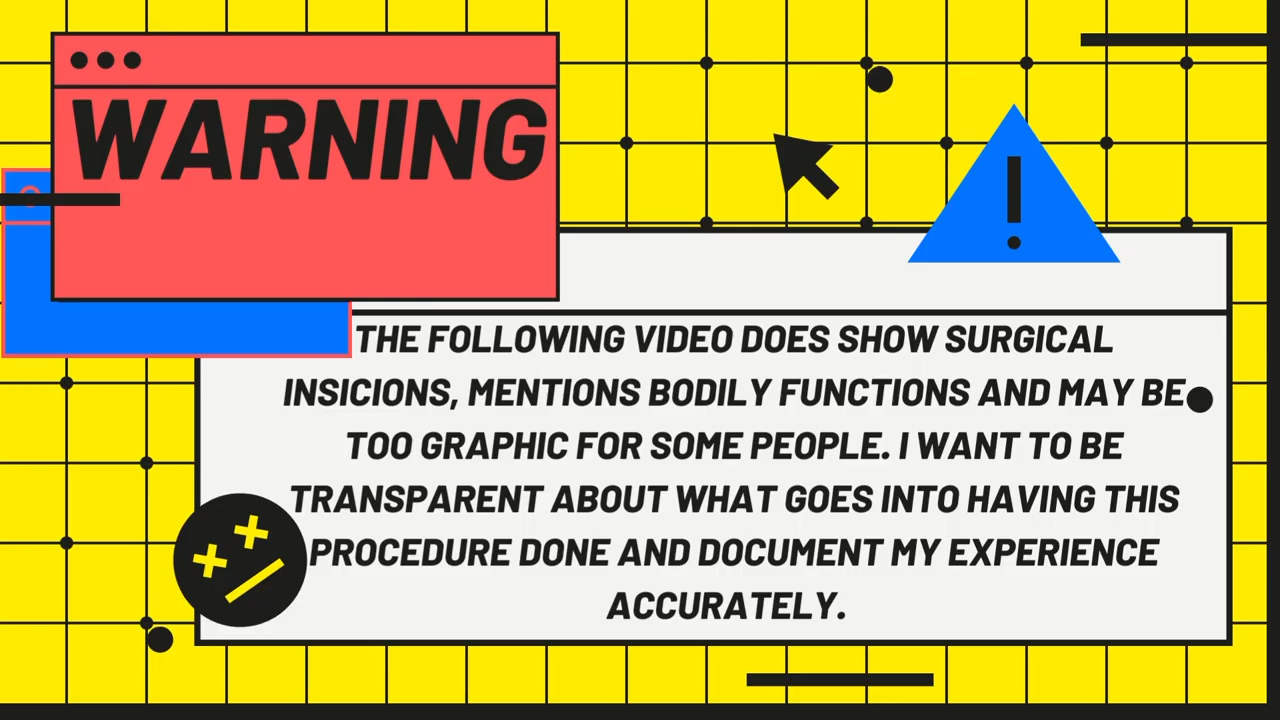 WARNING
THE FOLLOWING VIDEO DOES SHOW SURGICAL
INSICIONS, MENTIONS BODILY FUNCTIONS AND MAY BE
TOO GRAPHIC FOR SOME PEOPLE. I WANT TO BE
TRANSPARENT ABOUT WHAT GOES INTO HAVING THIS
PROCEDURE DONE AND DOCUMENT MY EXPERIENCE
ACCURATELY.